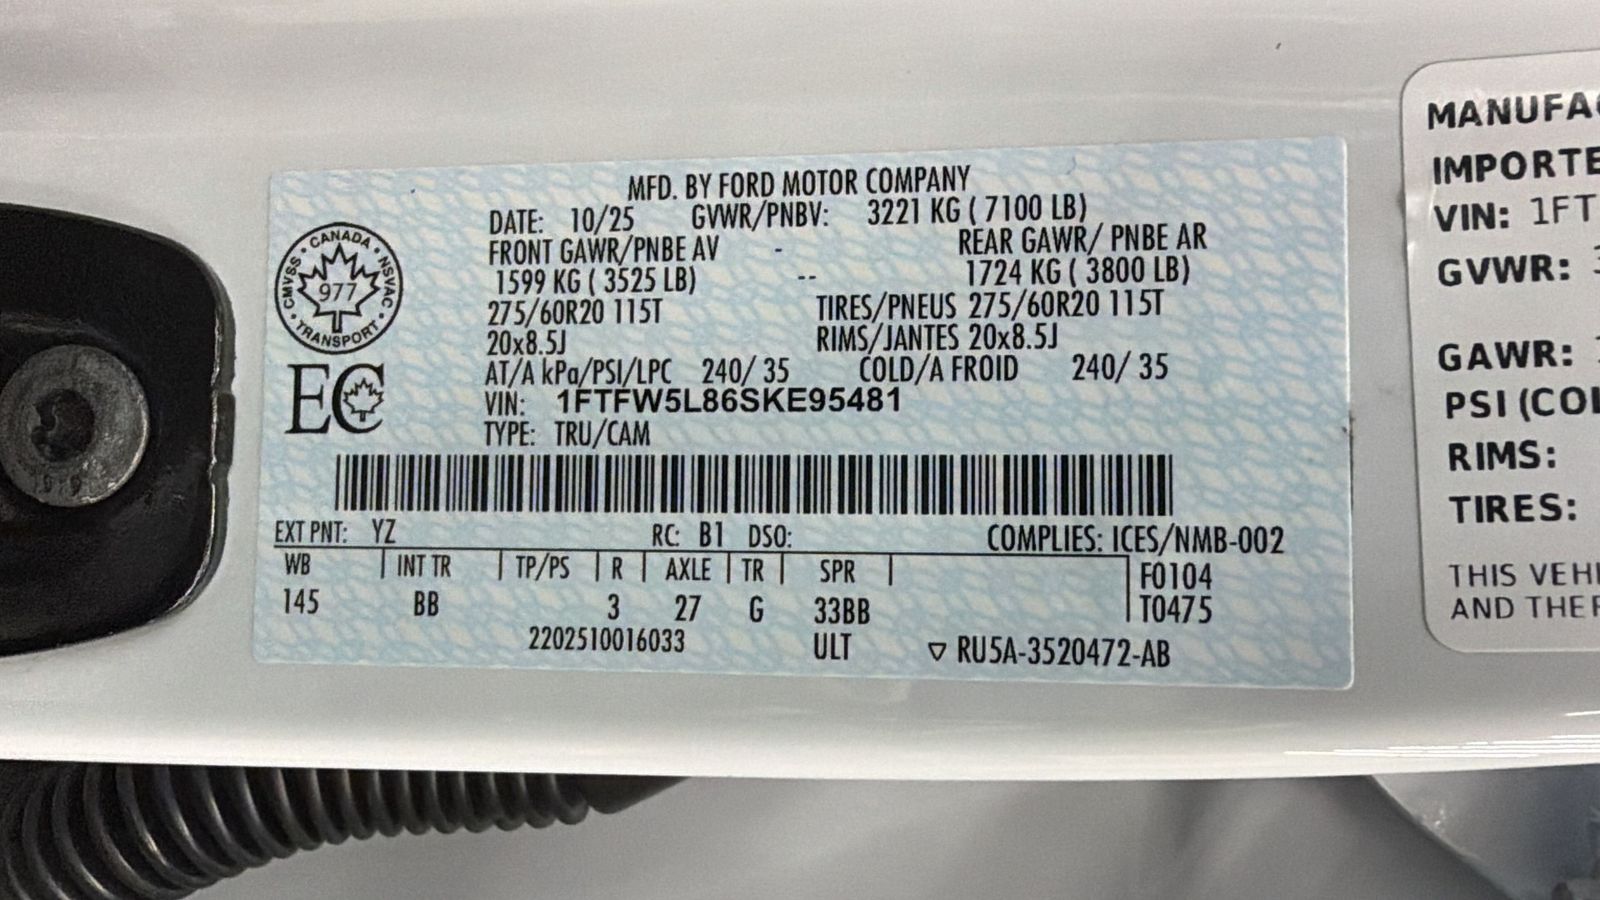 MFD. BY FORD MOTOR COMPANY
DATE: 10/25 GVWR/PNBV: 3221 KG ( 7100 LB)
FRONT GAWR/PNBE AV - REAR GAWR/ PNBE AR
1599 KG ( 3525 LB) -- 1724 KG ( 3800 LB)
275/60R20 115T TIRES/PNEUS 275/60R20 115T
20x8.5J RIMS/JANTES 20x8.5J
AT/A kPa/PSI/LPC 240/ 35 COLD/A FROID 240/ 35
VIN: 1FTFW5L86SKE95481
TYPE: TRU/CAM
CANADA • NSVAC • TRANSPORT • CMVSS •
977
EC
EXT PNT: YZ RC: B1 DSO: COMPLIES: ICES/NMB-002
WB INT TR TP/PS R AXLE TR SPR F0104
145 BB 3 27 G 33BB T0475
2202510016033 ULT ▽ RU5A-3520472-AB
MANUFAC
IMPORTE
VIN: 1FT
GVWR:
GAWR:
PSI (COL
RIMS:
TIRES:
THIS VEHI
AND THER